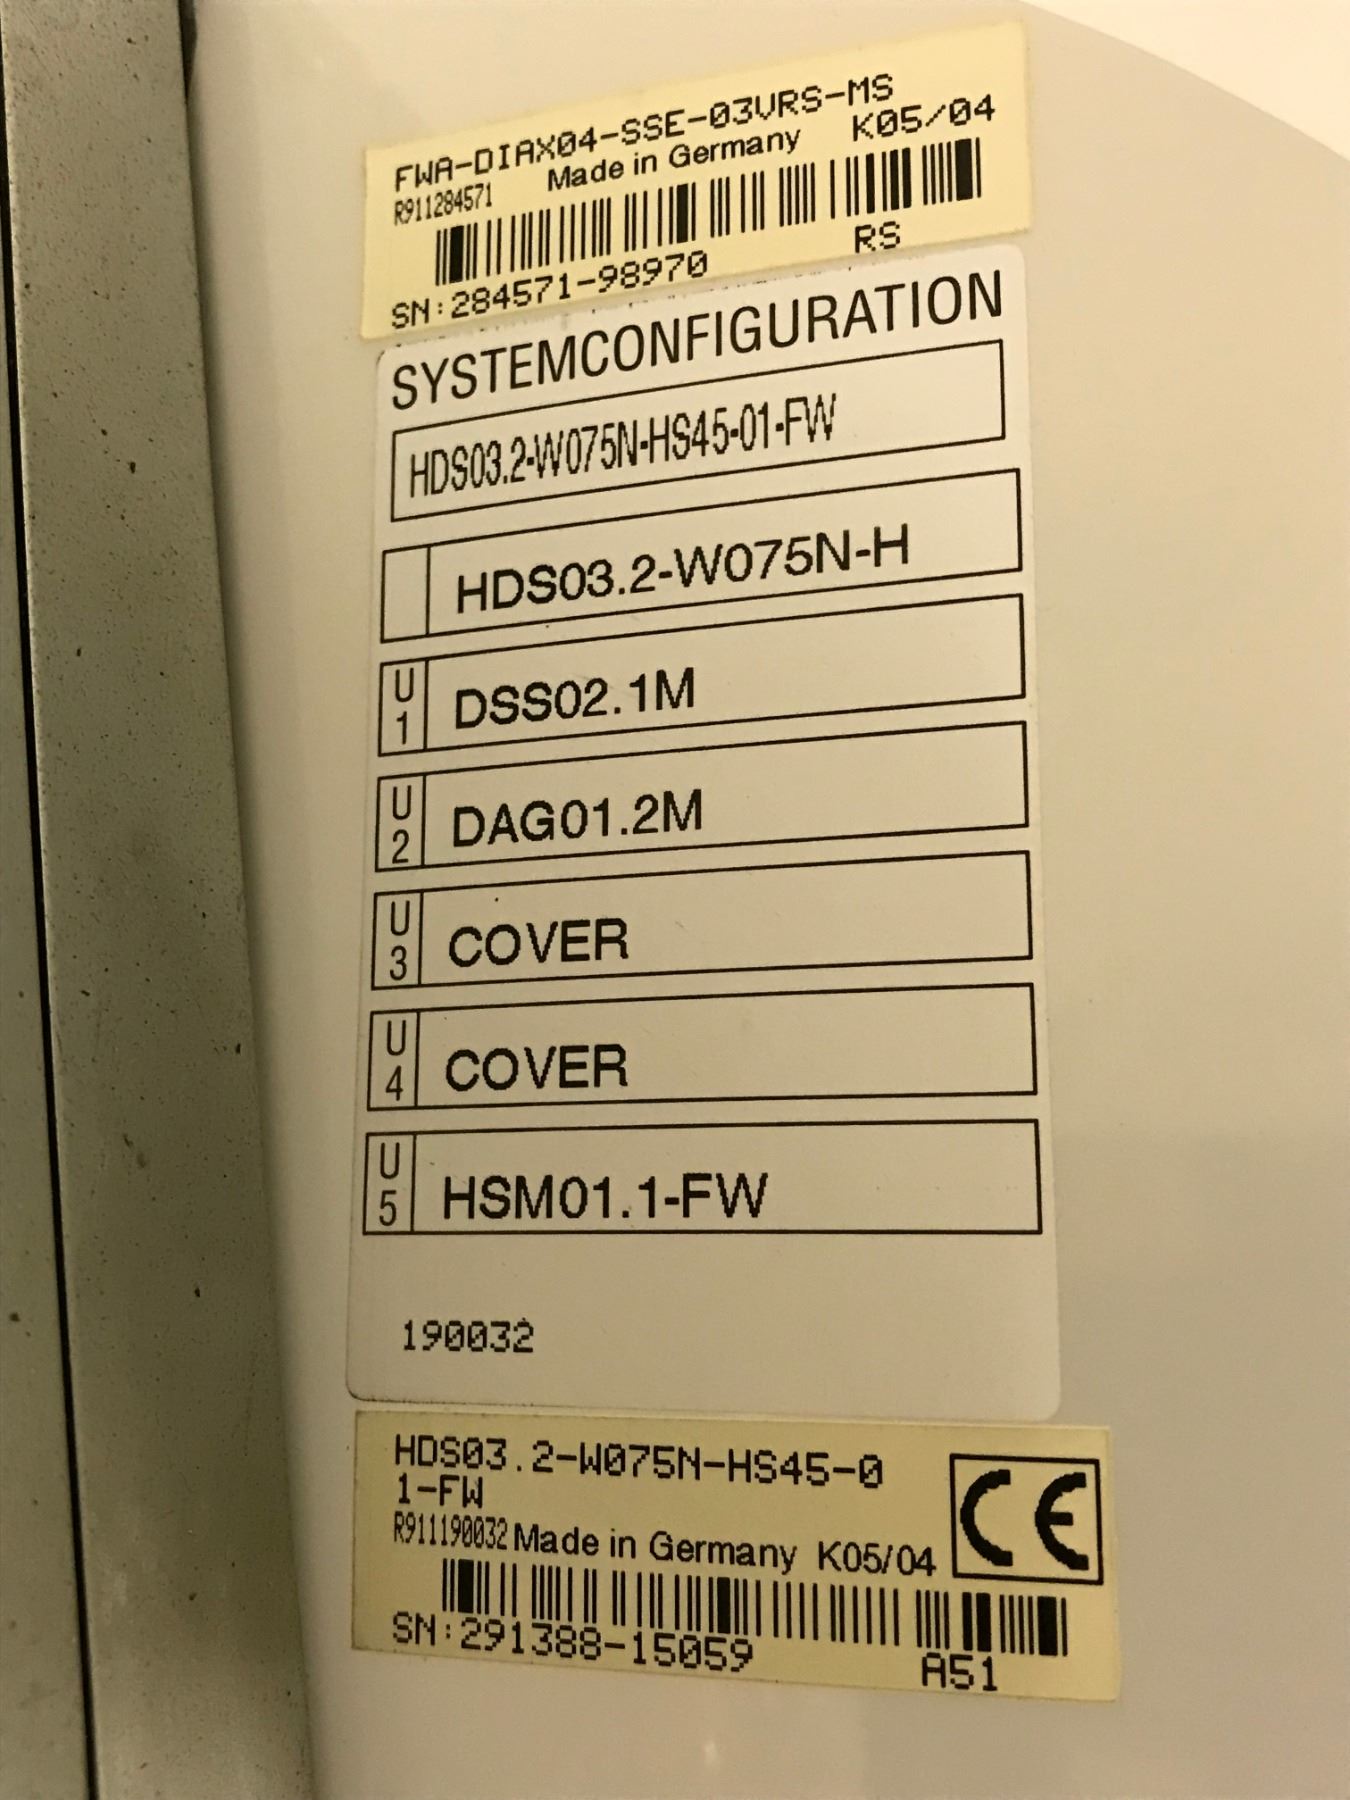 FWA-DIAX04-SSE-03VRS-MS
R911284571 Made in Germany K05/04
SN:284571-98970 RS
SYSTEMCONFIGURATION
HDS03.2-W075N-HS45-01-FW
HDS03.2-W075N-H
U1 DSS02.1M
U2 DAG01.2M
U3 COVER
U4 COVER
U5 HSM01.1-FW
190032
HDS03.2-W075N-HS45-0
1-FW
R911190032 Made in Germany K05/04
CE
SN:291388-15059 A51